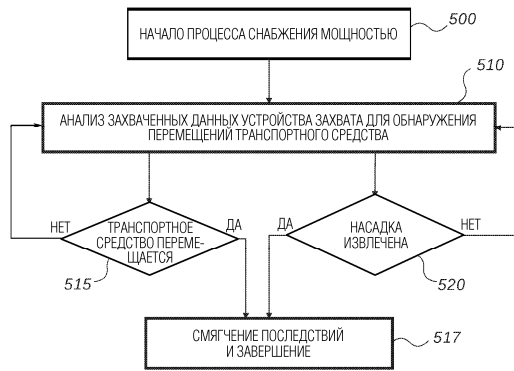 НАЧАЛО ПРОЦЕССА СНАБЖЕНИЯ МОЩНОСТЬЮ
500
510
АНАЛИЗ ЗАХВАЧЕННЫХ ДАННЫХ УСТРОЙСТВА ЗАХВАТА ДЛЯ ОБНАРУЖЕНИЯ
ПЕРЕМЕЩЕНИЙ ТРАНСПОРТНОГО СРЕДСТВА
НЕТ
ТРАНСПОРТНОЕ
СРЕДСТВО ПЕРЕМЕ-
ЩАЕТСЯ
ДА
515
ДА
НАСАДКА
ИЗВЛЕЧЕНА
НЕТ
520
СМЯГЧЕНИЕ ПОСЛЕДСТВИЙ
И ЗАВЕРШЕНИЕ
517